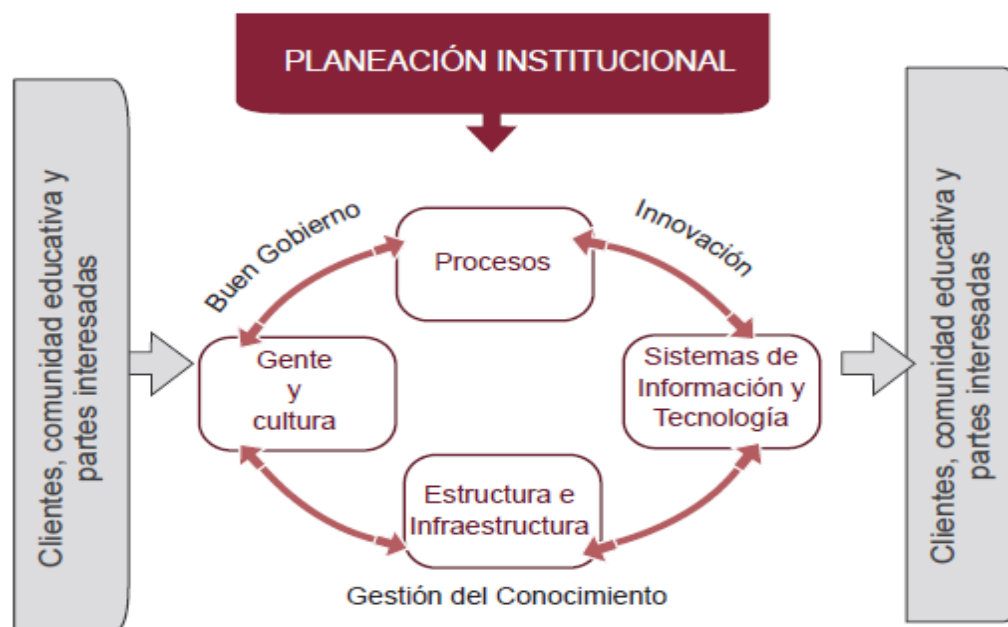 PLANEACIÓN INSTITUCIONAL
Clientes, comunidad educativa y
partes interesadas
Buen Gobierno
Innovación
Procesos
Gente
y
cultura
Sistemas de
Información y
Tecnología
Estructura e
Infraestructura
Gestión del Conocimiento
Clientes, comunidad educativa y
partes interesadas